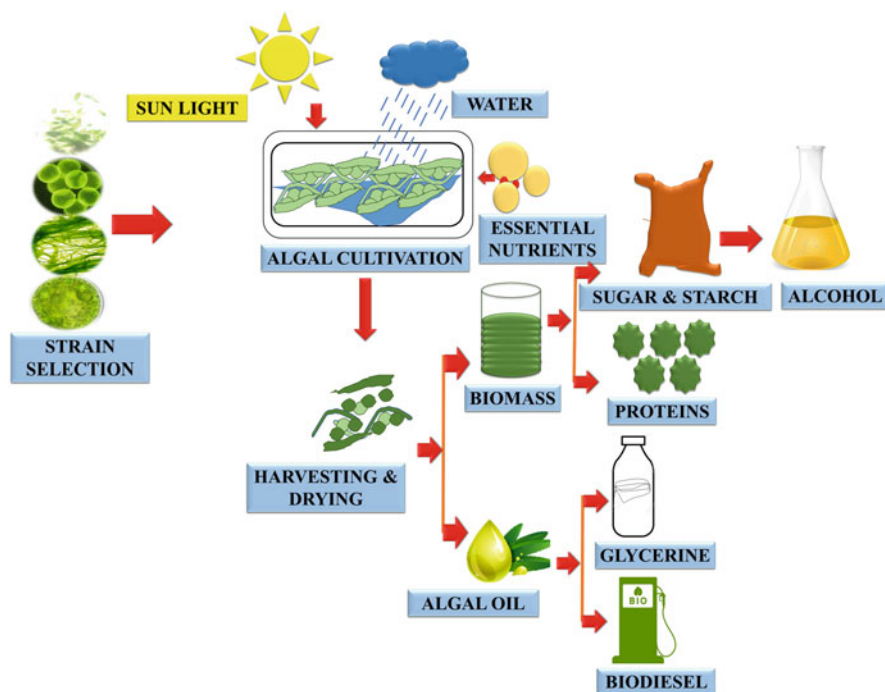 SUN LIGHT
WATER
ESSENTIAL
NUTRIENTS
ALGAL CULTIVATION
SUGAR & STARCH
ALCOHOL
STRAIN
SELECTION
BIOMASS
PROTEINS
HARVESTING &
DRYING
GLYCERINE
ALGAL OIL
BIO
BIODIESEL